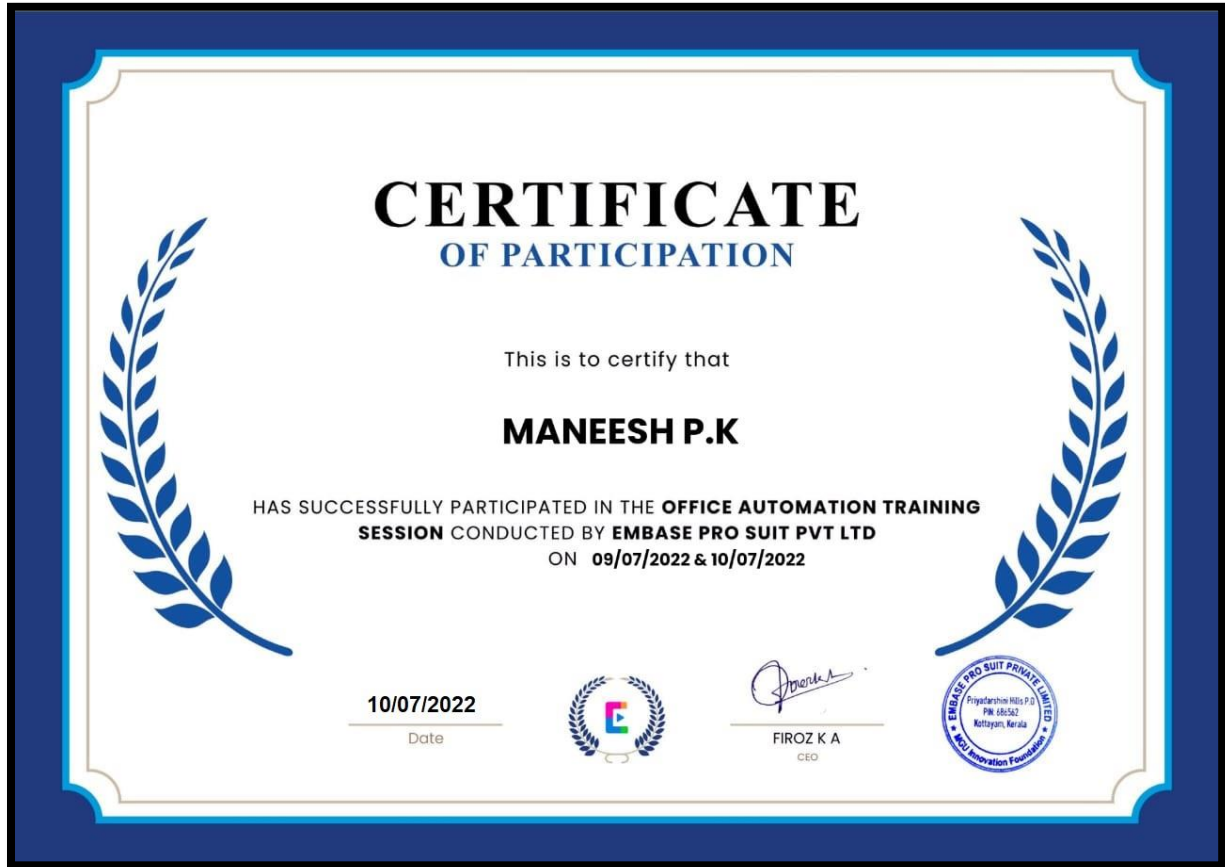 CERTIFICATE
OF PARTICIPATION
This is to certify that
MANEESH P.K
HAS SUCCESSFULLY PARTICIPATED IN THE OFFICE AUTOMATION TRAINING
SESSION CONDUCTED BY EMBASE PRO SUIT PVT LTD
ON 09/07/2022 & 10/07/2022
10/07/2022
Date
E
FIROZ K A
CEO
EMBASE PRO SUIT PRIVATE LIMITED
Priyadarshini Hills P.O
PIN: 686562
Kottayam, Kerala
★ MGU Innovation Foundation ★